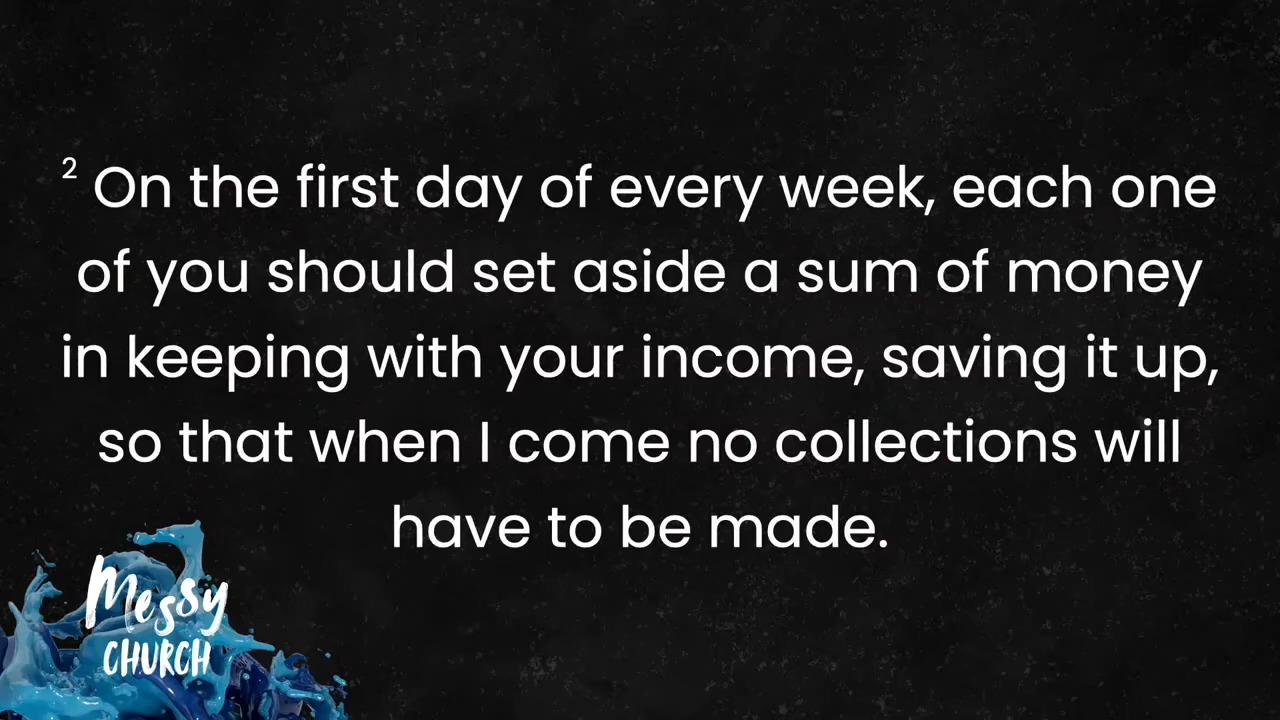 ² On the first day of every week, each one
of you should set aside a sum of money
in keeping with your income, saving it up,
so that when I come no collections will
have to be made.
Messy
CHURCH